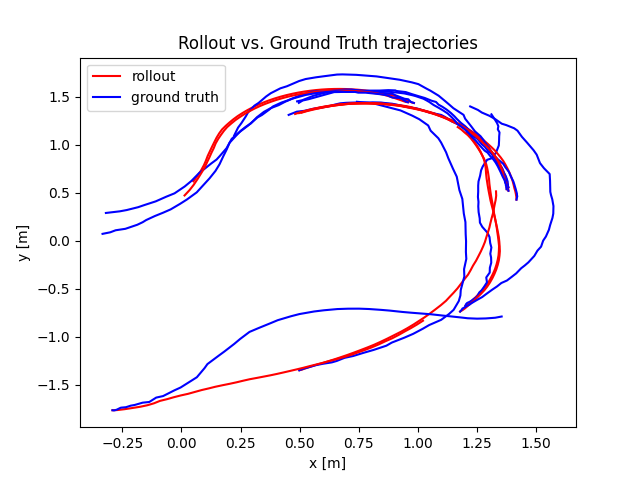 Rollout vs. Ground Truth trajectories
rollout
ground truth
1.5
1.0
0.5
0.0
−0.5
−1.0
−1.5
y [m]
−0.25 0.00 0.25 0.50 0.75 1.00 1.25 1.50
x [m]